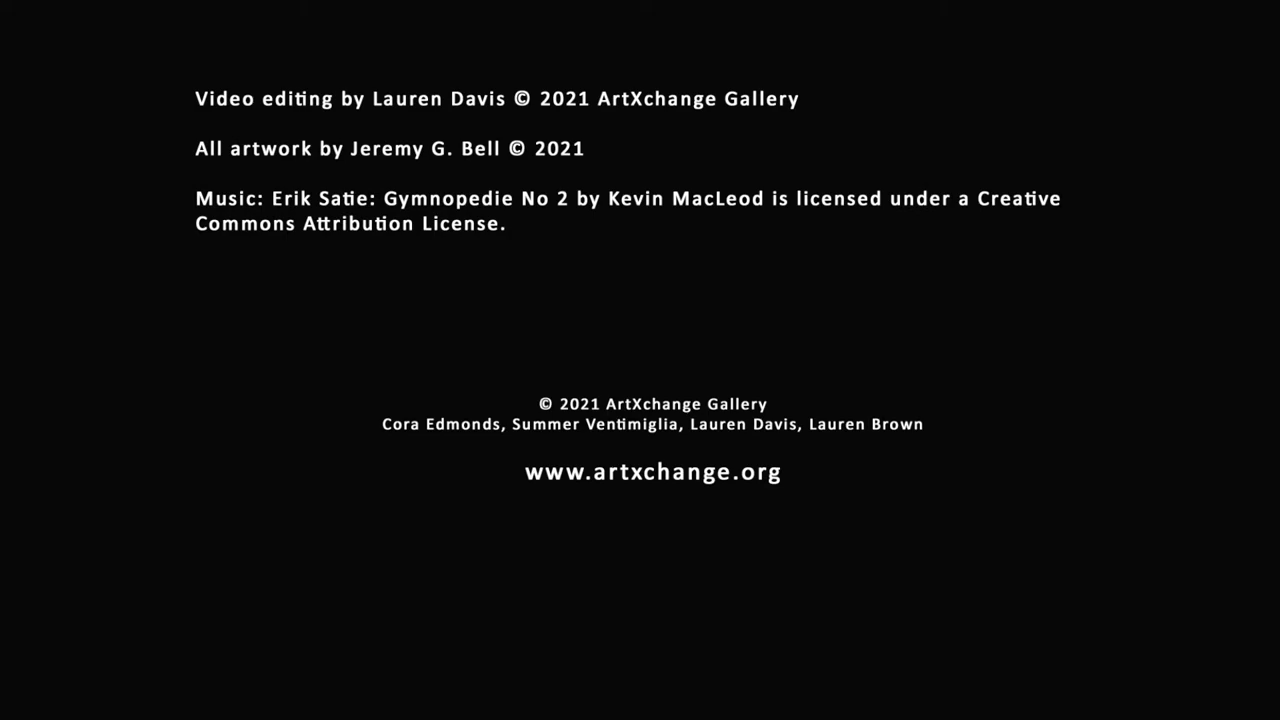 Video editing by Lauren Davis © 2021 ArtXchange Gallery
All artwork by Jeremy G. Bell © 2021
Music: Erik Satie: Gymnopedie No 2 by Kevin MacLeod is licensed under a Creative
Commons Attribution License.
© 2021 ArtXchange Gallery
Cora Edmonds, Summer Ventimiglia, Lauren Davis, Lauren Brown
www.artxchange.org